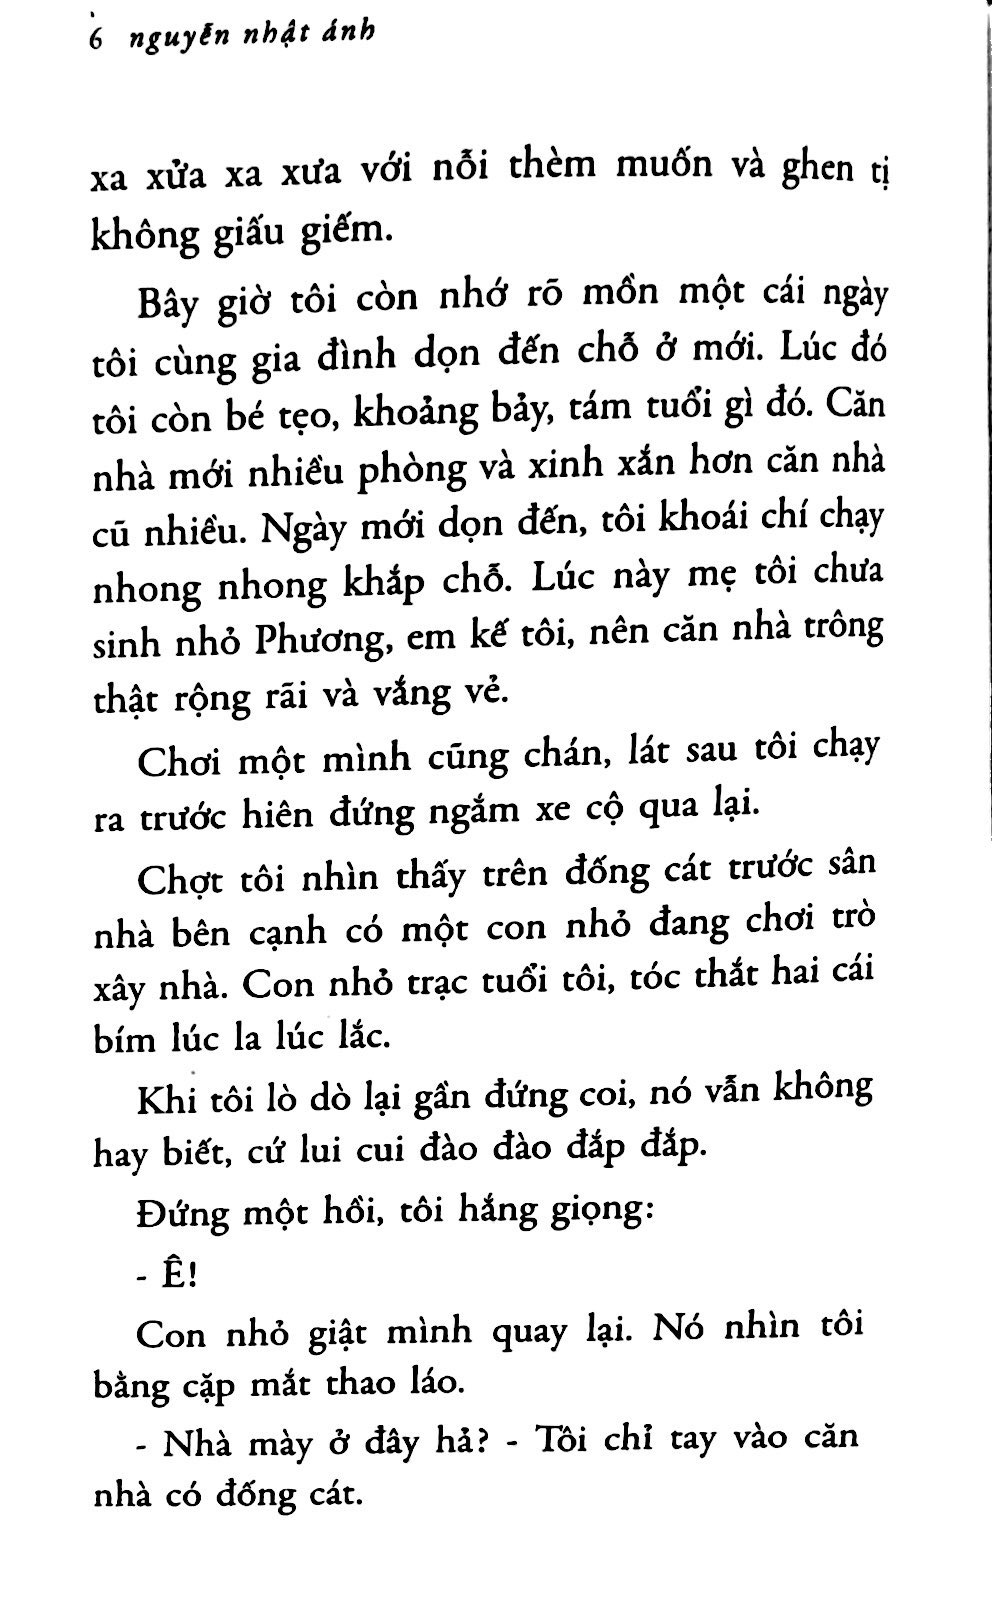 6 nguyễn nhật ánh
xa xửa xa xưa với nỗi thèm muốn và ghen tị
không giấu giếm.
Bây giờ tôi còn nhớ rõ mồn một cái ngày
tôi cùng gia đình dọn đến chỗ ở mới. Lúc đó
tôi còn bé tẹo, khoảng bảy, tám tuổi gì đó. Căn
nhà mới nhiều phòng và xinh xắn hơn căn nhà
cũ nhiều. Ngày mới dọn đến, tôi khoái chí chạy
nhong nhong khắp chỗ. Lúc này mẹ tôi chưa
sinh nhỏ Phương, em kế tôi, nên căn nhà trông
thật rộng rãi và vắng vẻ.
Chơi một mình cũng chán, lát sau tôi chạy
ra trước hiên đứng ngắm xe cộ qua lại.
Chợt tôi nhìn thấy trên đống cát trước sân
nhà bên cạnh có một con nhỏ đang chơi trò
xây nhà. Con nhỏ trạc tuổi tôi, tóc thắt hai cái
bím lúc la lúc lắc.
Khi tôi lò dò lại gần đứng coi, nó vẫn không
hay biết, cứ lui cui đào đào đắp đắp.
Đứng một hồi, tôi hắng giọng:
- Ê!
Con nhỏ giật mình quay lại. Nó nhìn tôi
bằng cặp mắt thao láo.
- Nhà mày ở đây hả? - Tôi chỉ tay vào căn
nhà có đống cát.